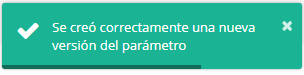 Se creó correctamente una nueva
versión del parámetro